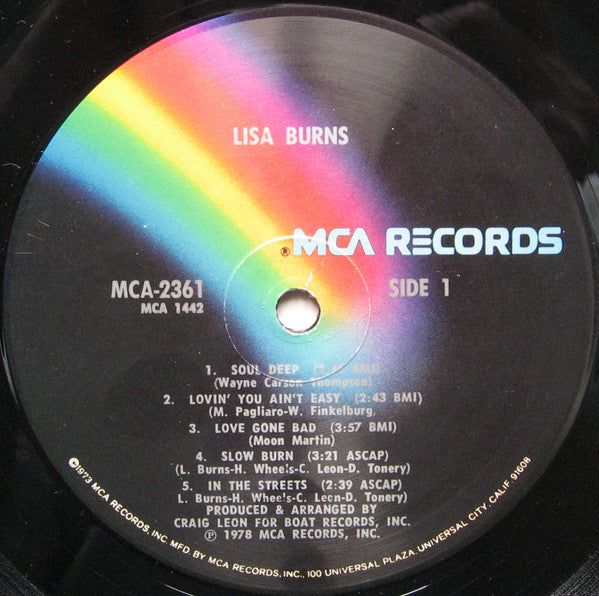 LISA BURNS
® MCA RECORDS
MCA-2361
MCA 1442
SIDE 1
1. SOUL DEEP BMI)
(Wayne Carson Thompson)
2. LOVIN' YOU AIN'T EASY (2:43 BMI)
(M. Pagliaro-W. Finkelburg,
3. LOVE GONE BAD (3:57 BMI)
(Moon Martin)
4. SLOW BURN (3:21 ASCAP)
(L. Burns-H. Wheels-C. Leon-D. Tonery)
5. IN THE STREETS (2:39 ASCAP)
L. Burns-H. Wheels-C. Leon-D. Tonery)
PRODUCED & ARRANGED BY
CRAIG LEON FOR BOAT RECORDS, INC.
℗ 1978 MCA RECORDS, INC.
©1973 MCA RECORDS, INC MFD. BY MCA RECORDS, INC., 100 UNIVERSAL PLAZA, UNIVERSAL CITY, CALIF. 91608